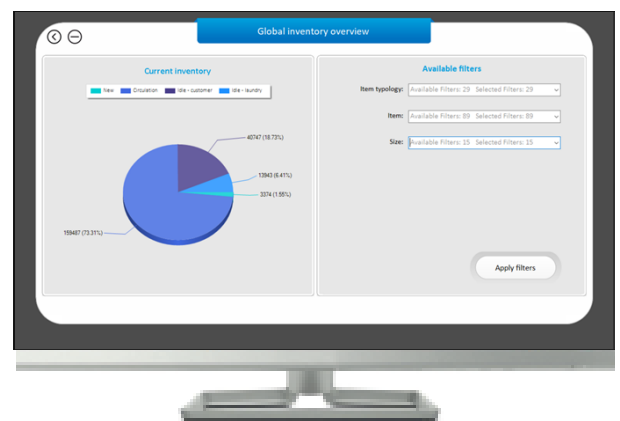 Global inventory overview
Current inventory
New Circulation Idle - customer Idle - laundry
40747 (18.73%)
13943 (6.41%)
3374 (1.55%)
159487 (73.31%)
Available filters
Item typology: Available Filters: 29 Selected Filters: 29
Item: Available Filters: 89 Selected Filters: 89
Size: Available Filters: 15 Selected Filters: 15
Apply filters